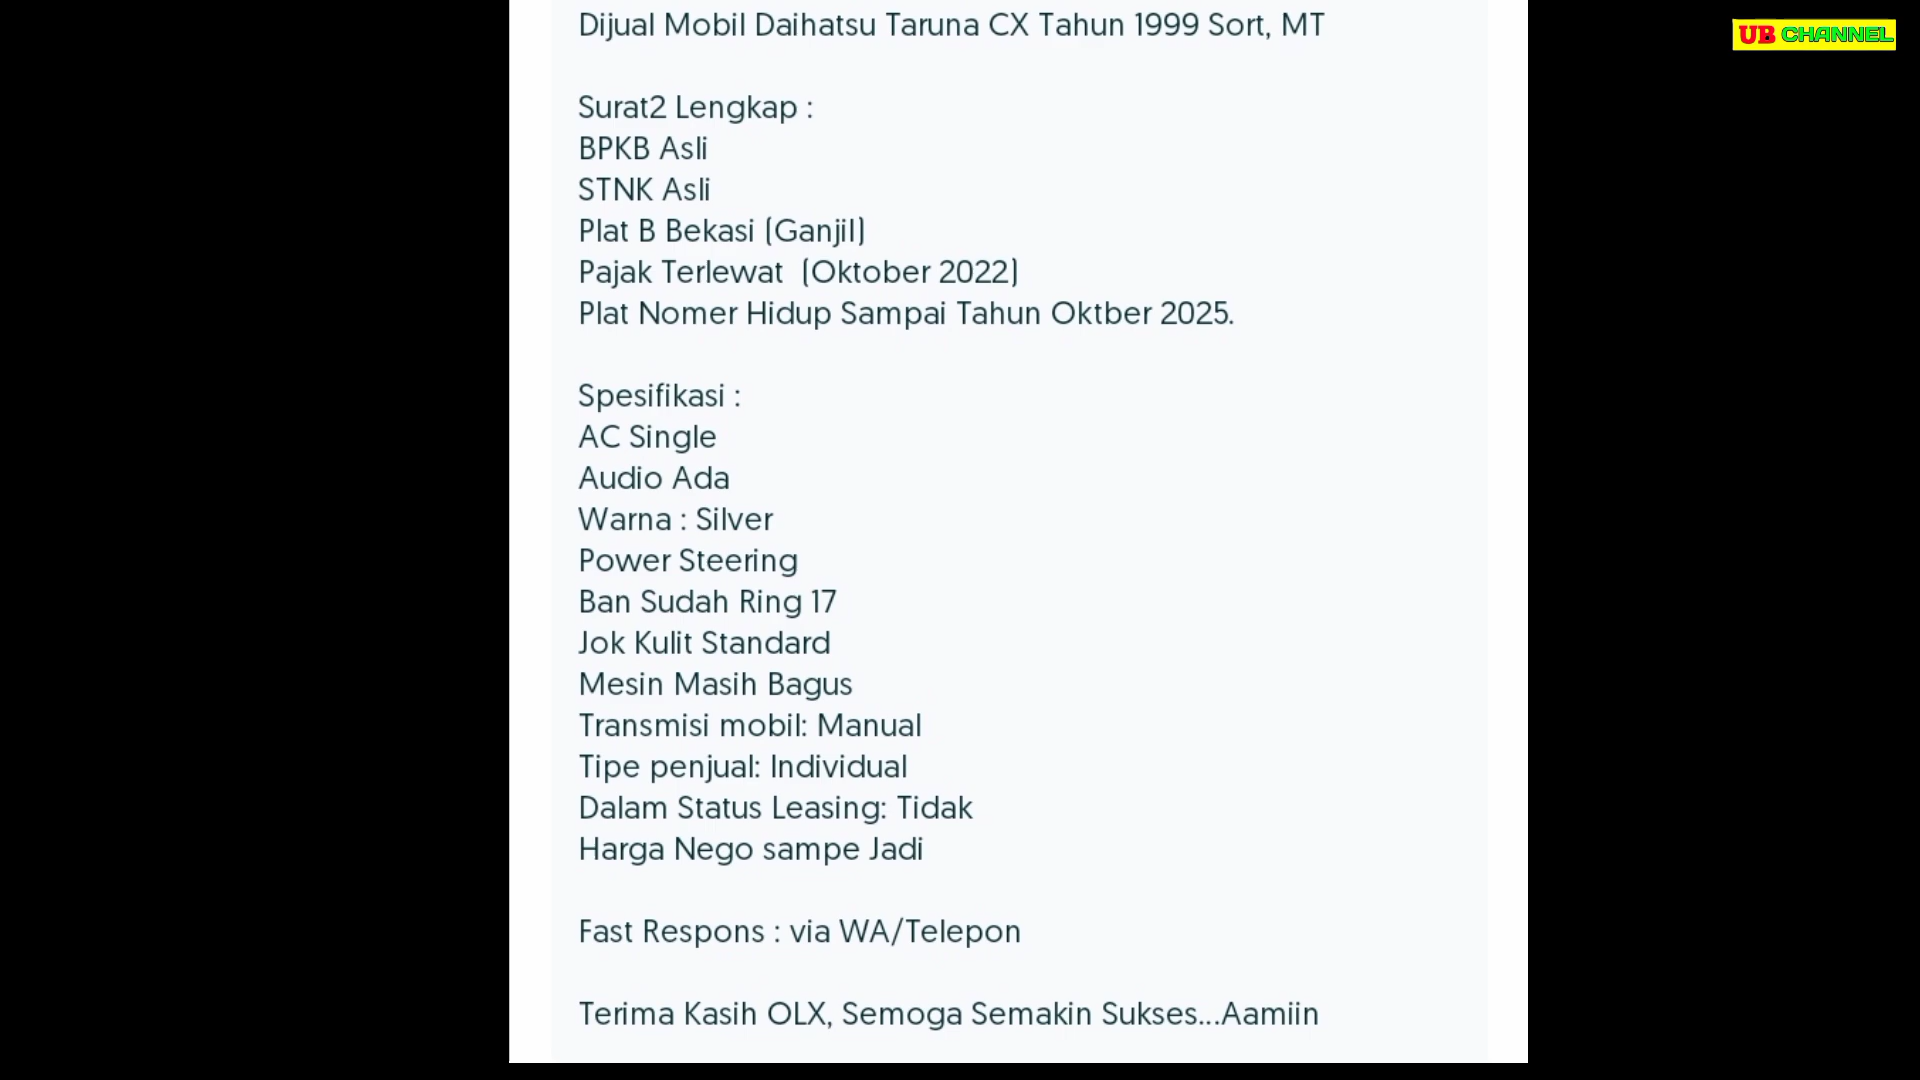 Dijual Mobil Daihatsu Taruna CX Tahun 1999 Sort, MT
UB CHANNEL
Surat2 Lengkap :
BPKB Asli
STNK Asli
Plat B Bekasi (Ganjil)
Pajak Terlewat (Oktober 2022)
Plat Nomer Hidup Sampai Tahun Oktber 2025.
Spesifikasi :
AC Single
Audio Ada
Warna : Silver
Power Steering
Ban Sudah Ring 17
Jok Kulit Standard
Mesin Masih Bagus
Transmisi mobil: Manual
Tipe penjual: Individual
Dalam Status Leasing: Tidak
Harga Nego sampe Jadi
Fast Respons : via WA/Telepon
Terima Kasih OLX, Semoga Semakin Sukses...Aamiin